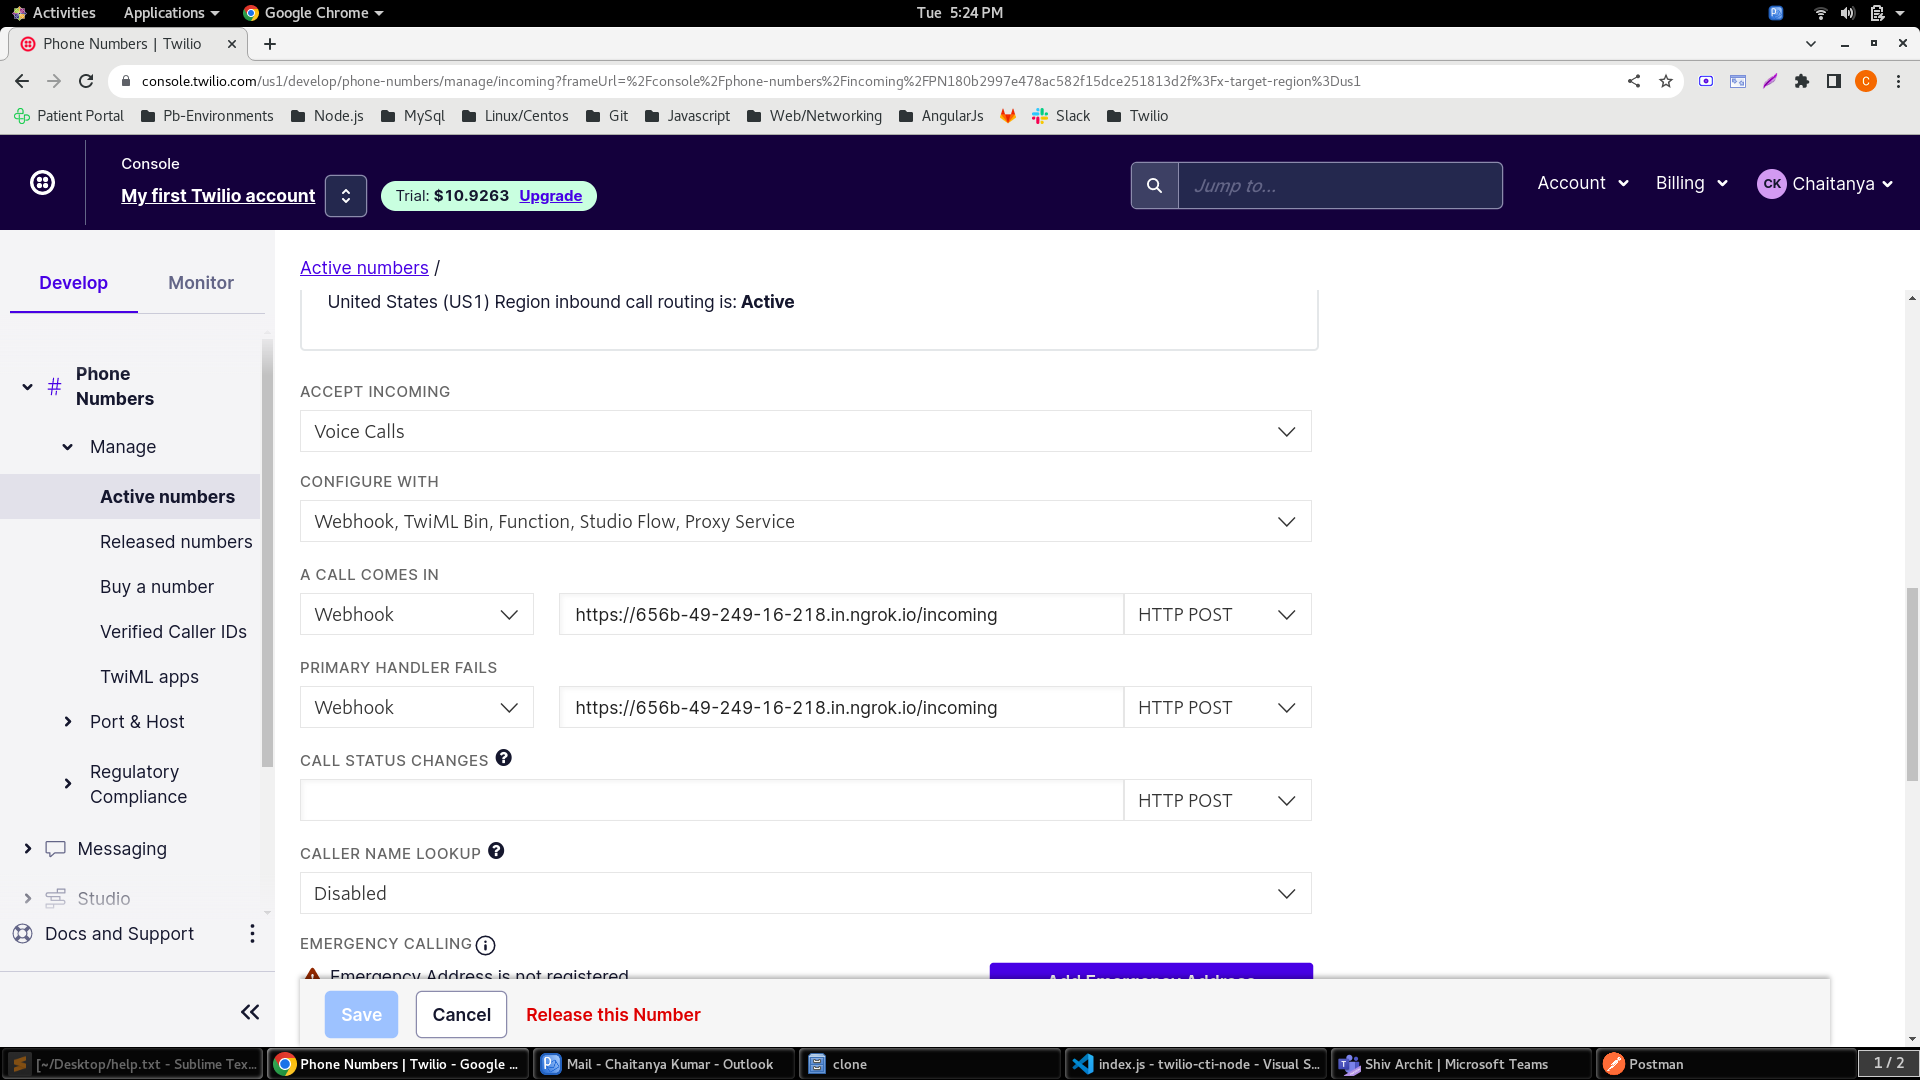 Activities Applications Google Chrome Tue 5:24 PM
Phone Numbers | Twilio
console.twilio.com/us1/develop/phone-numbers/manage/incoming?frameUrl=%2Fconsole%2Fphone-numbers%2Fincoming%2FPN180b2997e478ac582f15dce251813d2f%3Fx-target-region%3Dus1 C
Patient Portal Pb-Environments Node.js MySql Linux/Centos Git Javascript Web/Networking AngularJs Slack Twilio
Console
My first Twilio account Trial: $10.9263 Upgrade Jump to... Account Billing CK Chaitanya
Develop Monitor
Phone Numbers
Manage
Active numbers
Released numbers
Buy a number
Verified Caller IDs
TwiML apps
Port & Host
Regulatory Compliance
Messaging
Studio
Docs and Support
Active numbers /
United States (US1) Region inbound call routing is: Active
ACCEPT INCOMING
Voice Calls
CONFIGURE WITH
Webhook, TwiML Bin, Function, Studio Flow, Proxy Service
A CALL COMES IN
Webhook https://656b-49-249-16-218.in.ngrok.io/incoming HTTP POST
PRIMARY HANDLER FAILS
Webhook https://656b-49-249-16-218.in.ngrok.io/incoming HTTP POST
CALL STATUS CHANGES
HTTP POST
CALLER NAME LOOKUP
Disabled
EMERGENCY CALLING
Emergency Address is not registered Add Emergency Address
Save Cancel Release this Number
[~/Desktop/help.txt - Sublime Tex... Phone Numbers | Twilio - Google ... Mail - Chaitanya Kumar - Outlook clone index.js - twilio-cti-node - Visual S... Shiv Archit | Microsoft Teams Postman 1 / 2